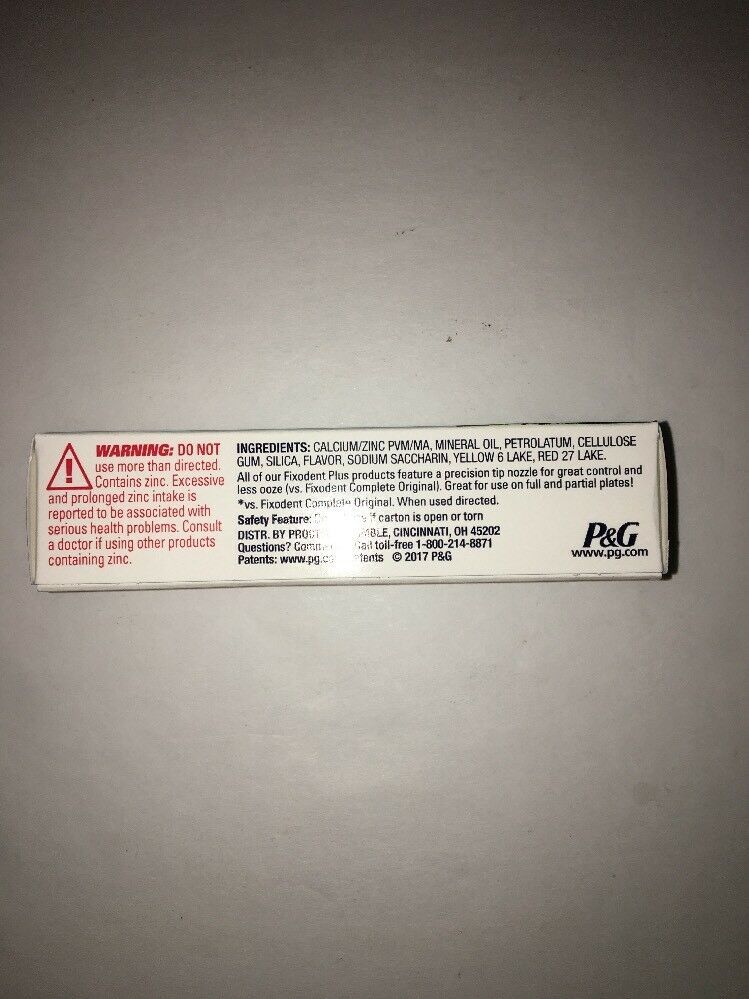 WARNING: DO NOT
use more than directed.
Contains zinc. Excessive
and prolonged zinc intake is
reported to be associated with
serious health problems. Consult
a doctor if using other products
containing zinc.
INGREDIENTS: CALCIUM/ZINC PVM/MA, MINERAL OIL, PETROLATUM, CELLULOSE
GUM, SILICA, FLAVOR, SODIUM SACCHARIN, YELLOW 6 LAKE, RED 27 LAKE.
All of our Fixodent Plus products feature a precision tip nozzle for great control and
less ooze (vs. Fixodent Complete Original). Great for use on full and partial plates!
*vs. Fixodent Complete Original. When used directed.
Safety Feature: if carton is open or torn
DISTR. BY CINCINNATI, OH 45202
Questions? Call toll-free 1-800-214-8871
Patents: © 2017 P&G
P&G
www.pg.com